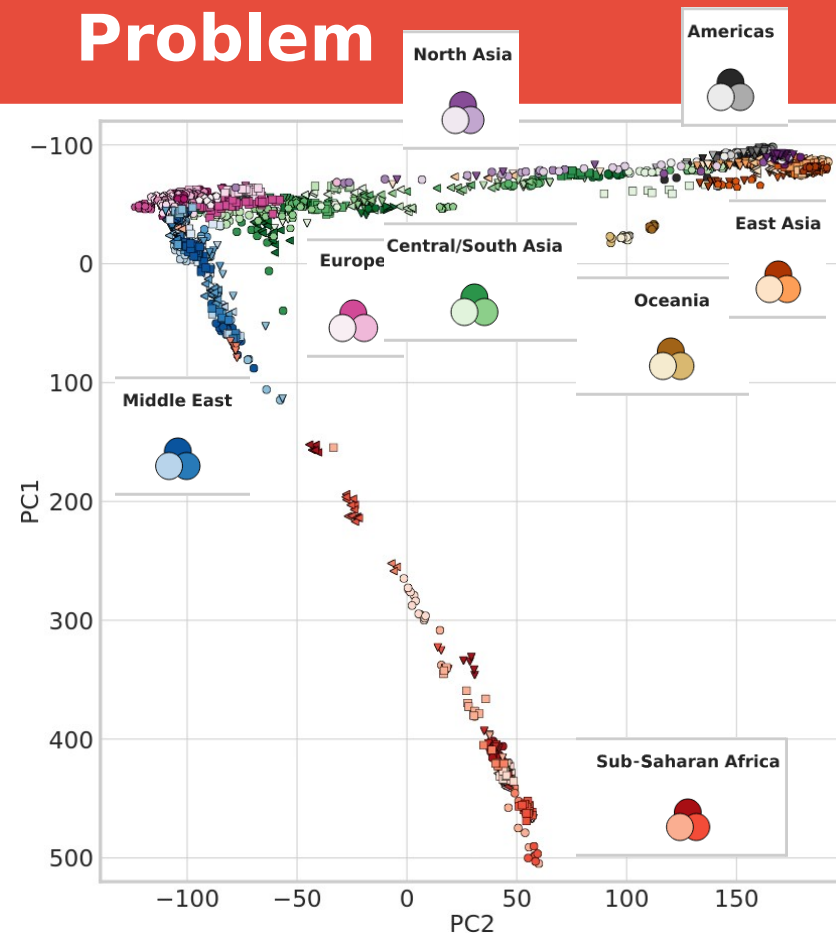 Problem
North Asia
Americas
−100
East Asia
Central/South Asia
Europe
0
Oceania
100
Middle East
PC1
200
300
400
Sub-Saharan Africa
500
−100
−50
0
50
100
150
PC2